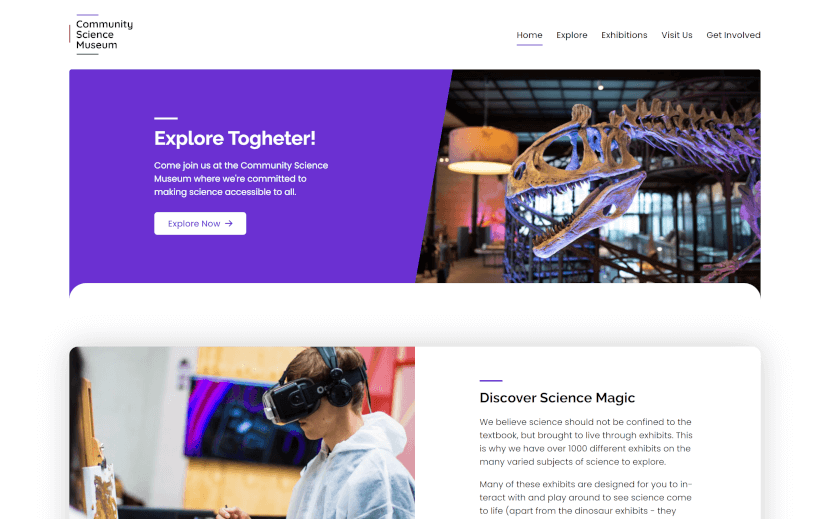 Community
Science
Museum
Home Explore Exhibitions Visit Us Get Involved
Explore Togheter!
Come join us at the Community Science
Museum where we're committed to
making science accessible to all.
Explore Now →
Discover Science Magic
We believe science should not be confined to the
textbook, but brought to live through exhibits. This
is why we have over 1000 different exhibits on the
many varied subjects of science to explore.
Many of these exhibits are designed for you to in-
teract with and play around to see science come
to life (apart from the dinosaur exhibits - they